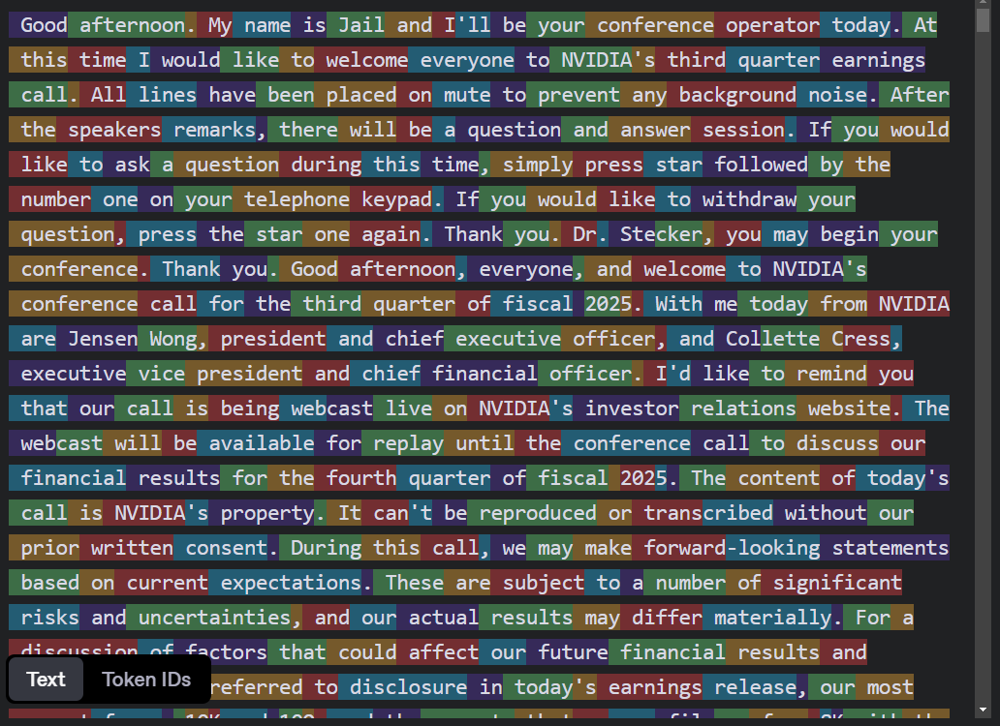 Good afternoon. My name is Jail and I'll be your conference operator today. At
this time I would like to welcome everyone to NVIDIA's third quarter earnings
call. All lines have been placed on mute to prevent any background noise. After
the speakers remarks, there will be a question and answer session. If you would
like to ask a question during this time, simply press star followed by the
number one on your telephone keypad. If you would like to withdraw your
question, press the star one again. Thank you. Dr. Stecker, you may begin your
conference. Thank you. Good afternoon, everyone, and welcome to NVIDIA's
conference call for the third quarter of fiscal 2025. With me today from NVIDIA
are Jensen Wong, president and chief executive officer, and Collette Cress,
executive vice president and chief financial officer. I'd like to remind you
that our call is being webcast live on NVIDIA's investor relations website. The
webcast will be available for replay until the conference call to discuss our
financial results for the fourth quarter of fiscal 2025. The content of today's
call is NVIDIA's property. It can't be reproduced or transcribed without our
prior written consent. During this call, we may make forward-looking statements
based on current expectations. These are subject to a number of significant
risks and uncertainties, and our actual results may differ materially. For a
discussion of factors that could affect our future financial results and
referred to disclosure in today's earnings release, our most
Text Token IDs